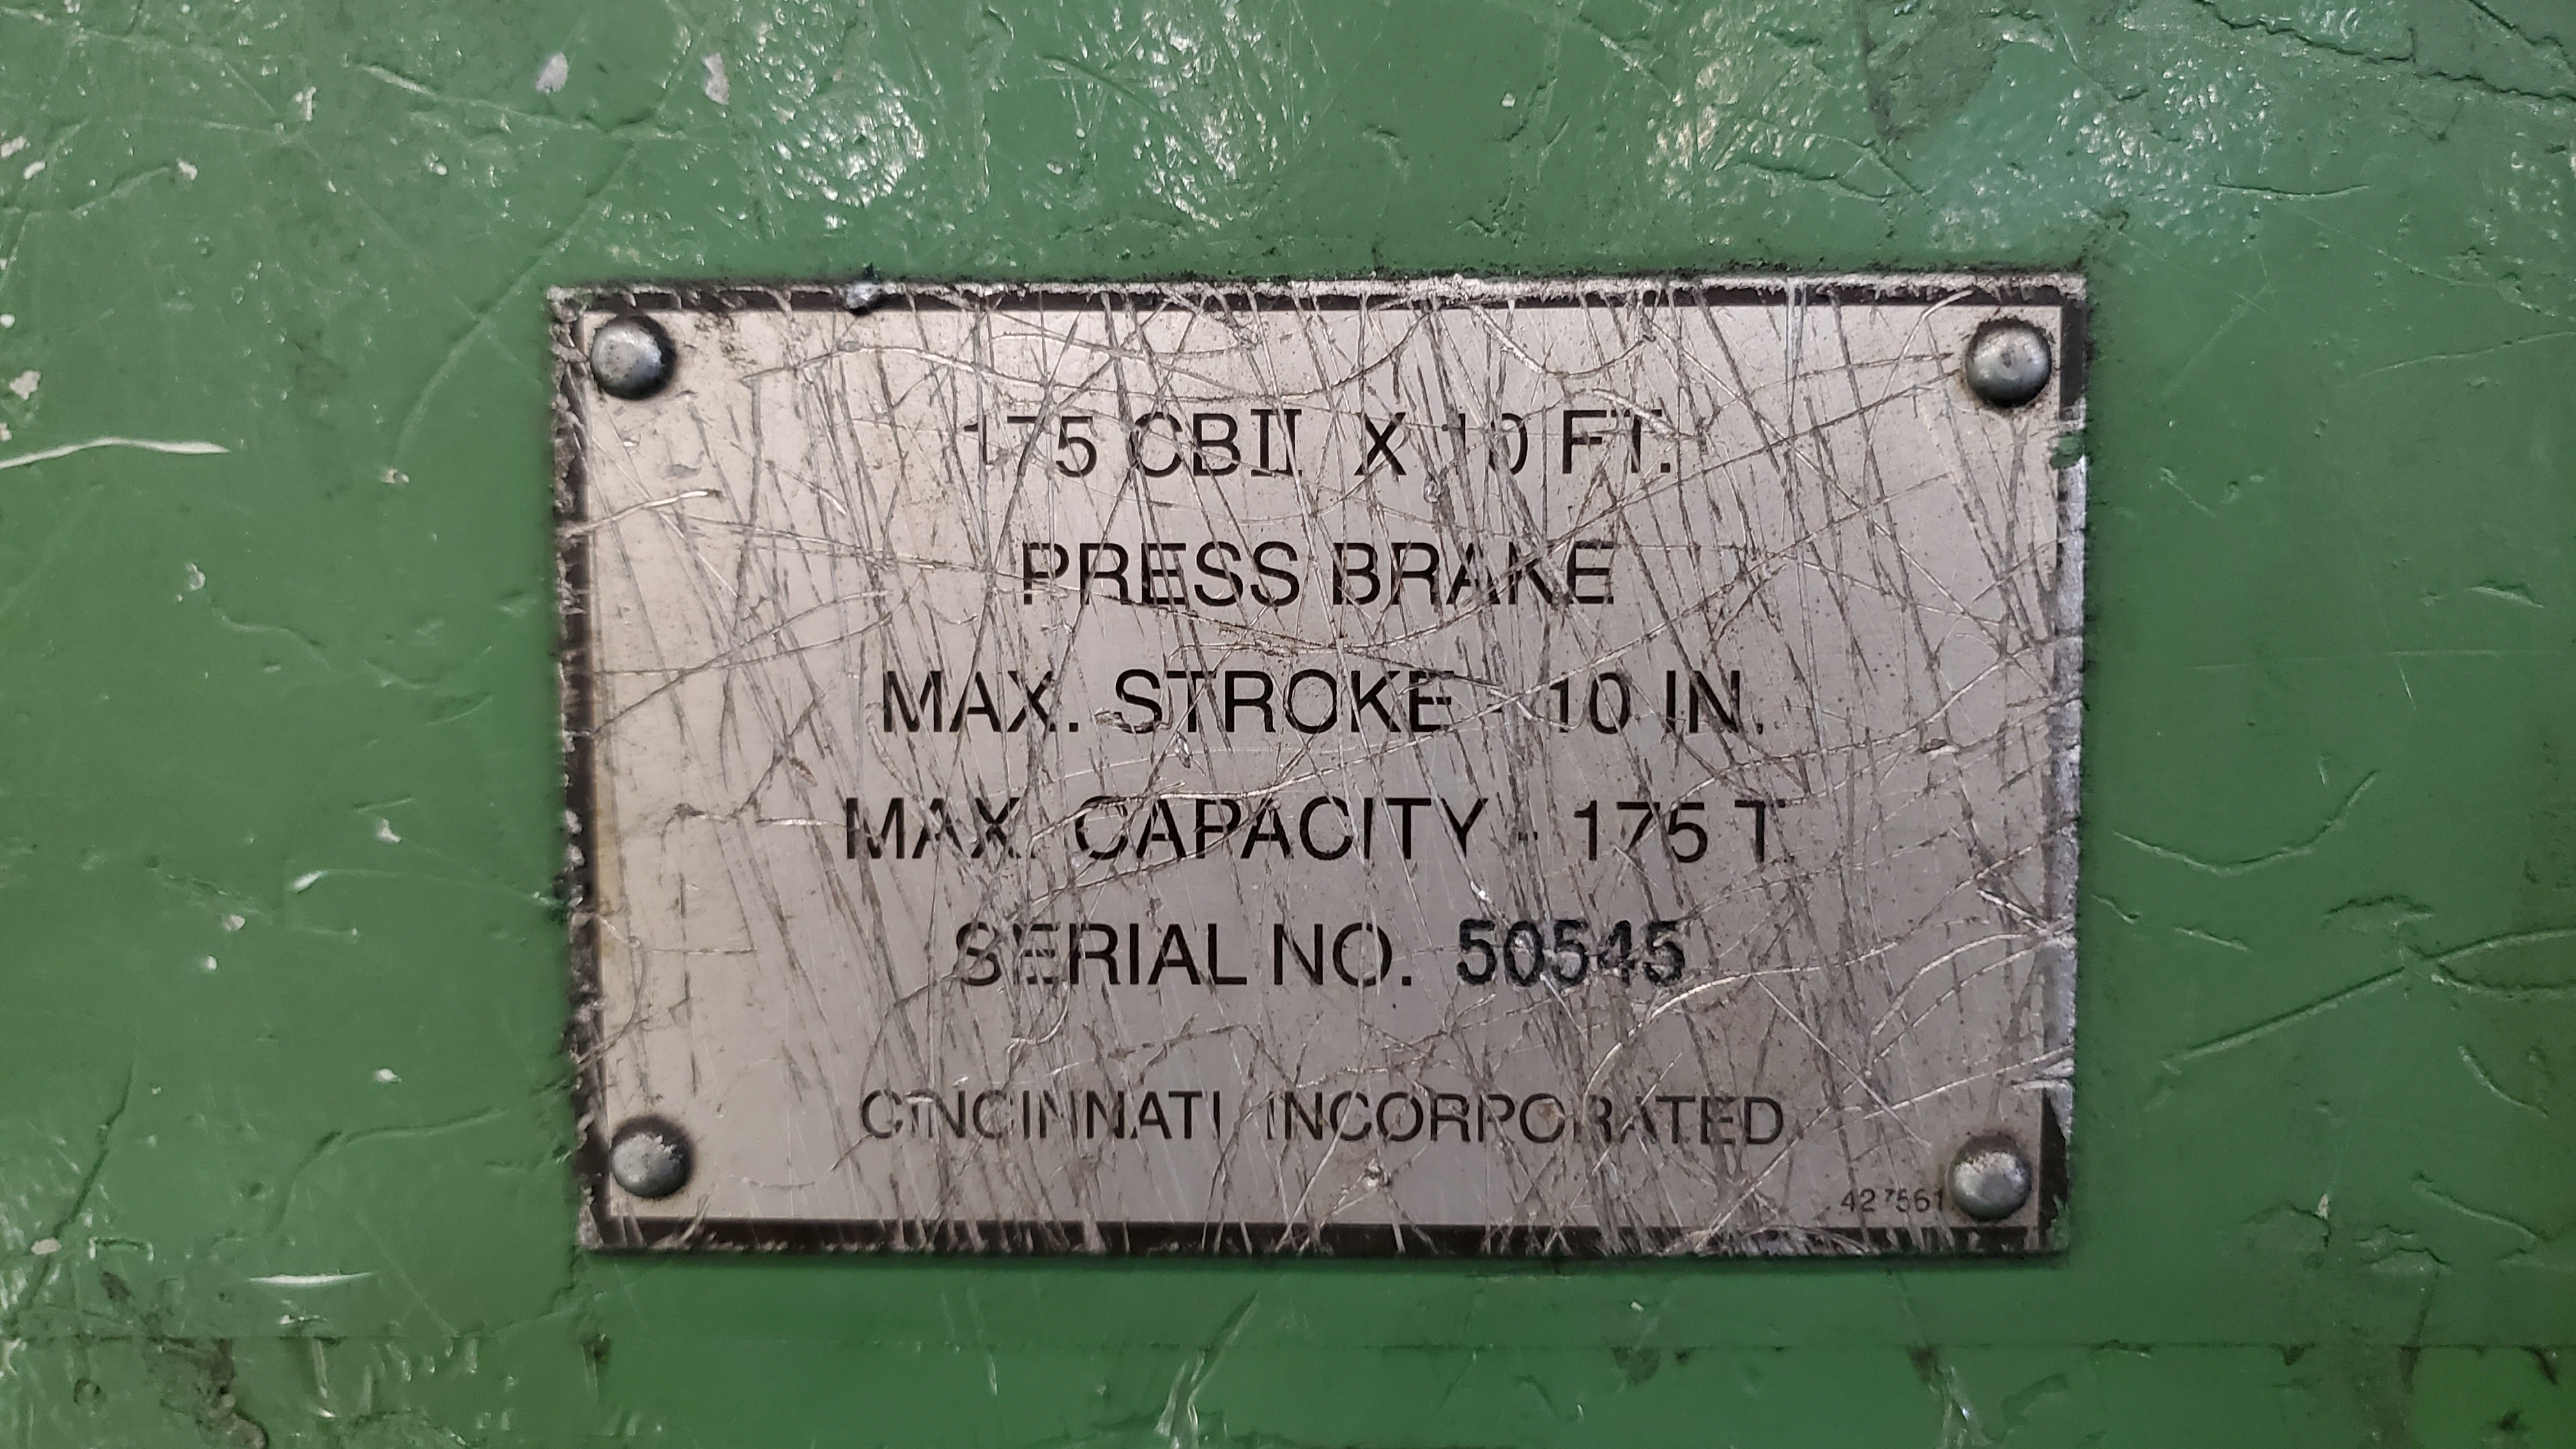 175 CBII X 10 FT.
PRESS BRAKE
MAX. STROKE - 10 IN.
MAX. CAPACITY - 175 T.
SERIAL NO. 50545
CINCINNATI INCORPORATED
427561